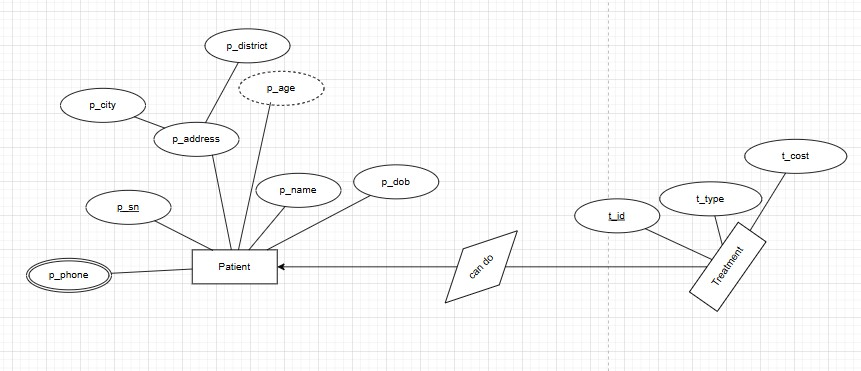 p_district
p_age
p_city
p_address
t_cost
p_name
p_dob
p_sn
t_id
t_type
p_phone
Patient
can do
Treatment